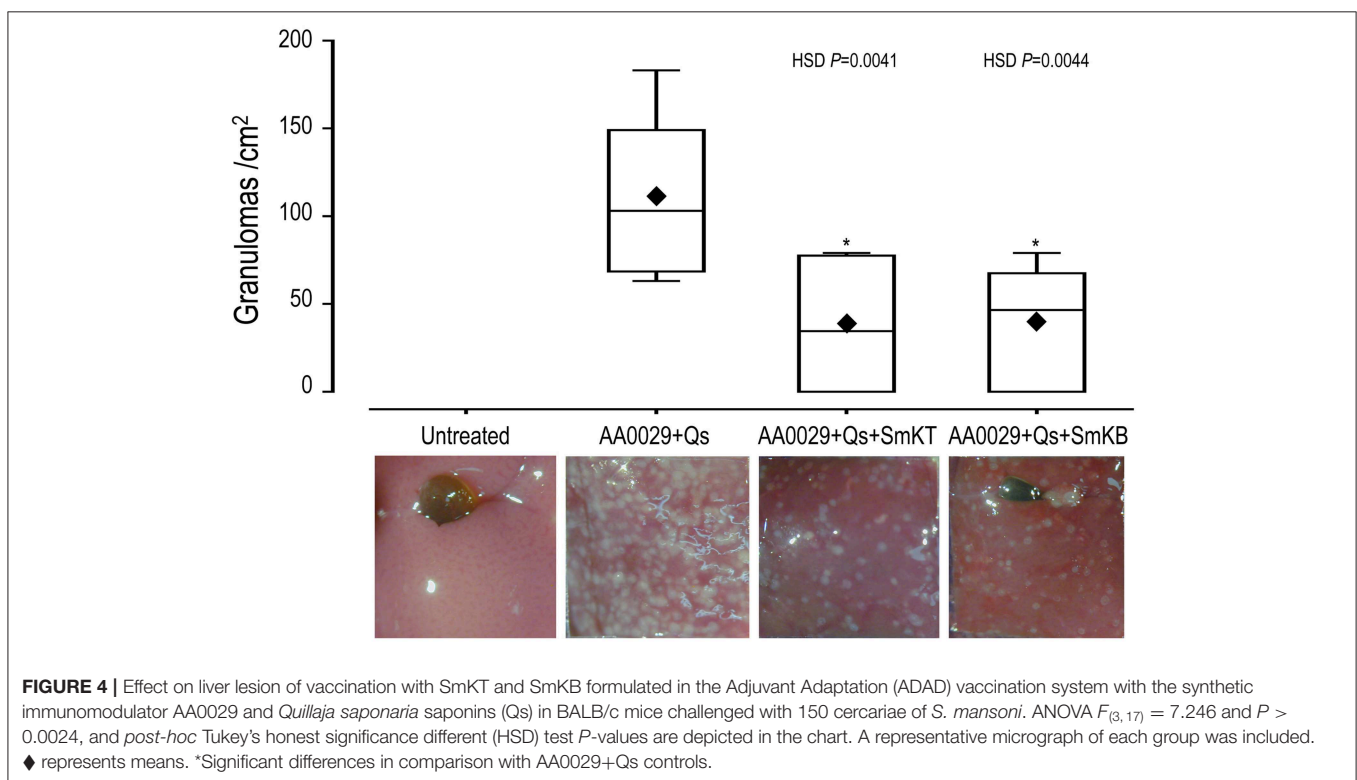 200
HSD P=0.0041 HSD P=0.0044
150
Granulomas /cm²
100
* *
50
0
Untreated AA0029+Qs AA0029+Qs+SmKT AA0029+Qs+SmKB
FIGURE 4 | Effect on liver lesion of vaccination with SmKT and SmKB formulated in the Adjuvant Adaptation (ADAD) vaccination system with the synthetic
immunomodulator AA0029 and Quillaja saponaria saponins (Qs) in BALB/c mice challenged with 150 cercariae of S. mansoni. ANOVA F(3, 17) = 7.246 and P >
0.0024, and post-hoc Tukey's honest significance different (HSD) test P-values are depicted in the chart. A representative micrograph of each group was included.
◆ represents means. *Significant differences in comparison with AA0029+Qs controls.